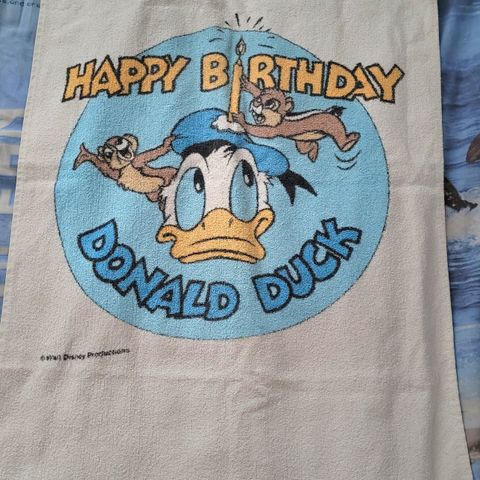 HAPPY BIRTHDAY
DONALD DUCK
© Walt Disney Productions